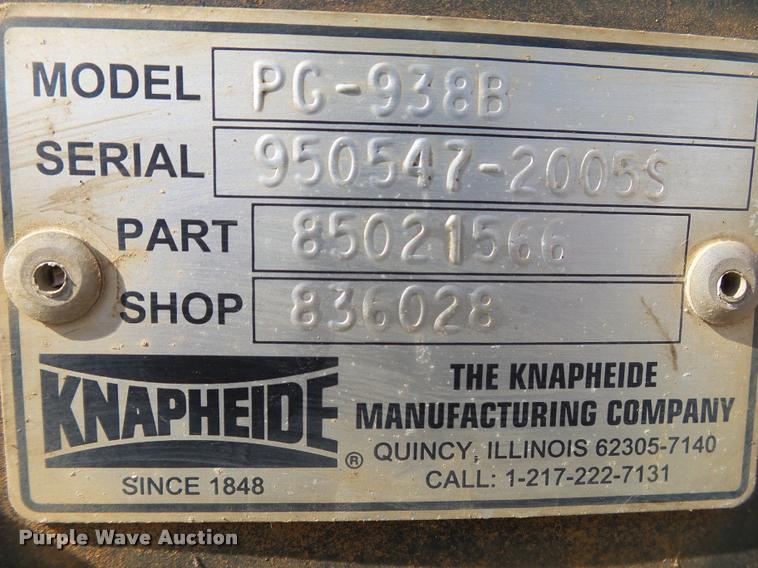 MODEL PG-938B
SERIAL 950547-2005S
PART 85021566
SHOP 836028
KNAPHEIDE ®
SINCE 1848
THE KNAPHEIDE
MANUFACTURING COMPANY
QUINCY, ILLINOIS 62305-7140
CALL: 1-217-222-7131
Purple Wave Auction